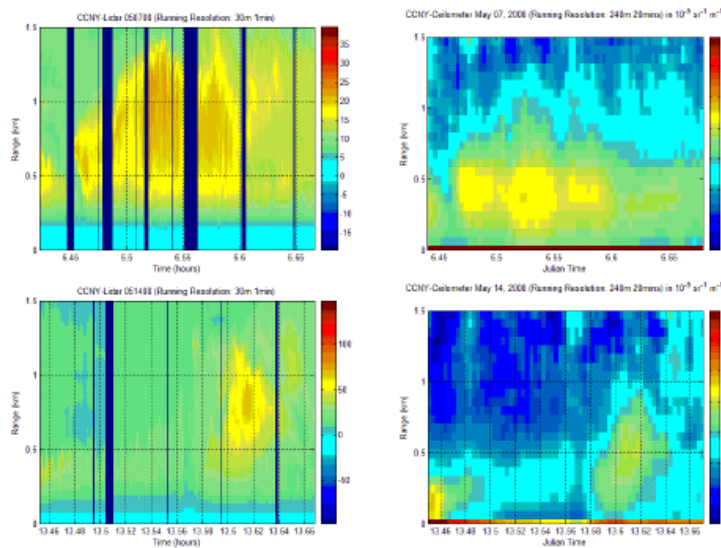 CCNY-Lidar 050708 (Running Resolution: 30m 1min)
CCNY-Ceilometer May 07, 2008 (Running Resolution: 240m 20mins) in 10⁻⁹ sr⁻¹ m⁻
1.5
1
0.5
0
Range (km)
6.45 6.5 6.55 6.6 6.65
Time (hours)
35
30
25
20
15
10
5
0
-5
-10
-15
1.5
1
0.5
0
Range (km)
6.45 6.5 6.55 6.6 6.65
Julian Time
CCNY-Lidar 051408 (Running Resolution: 30m 1min)
CCNY-Ceilometer May 14, 2008 (Running Resolution: 240m 20mins) in 10⁻⁹ sr⁻¹ m⁻
1.5
1
0.5
0
Range (km)
13.46 13.48 13.5 13.52 13.54 13.56 13.58 13.6 13.62 13.64 13.66
Time (hours)
100
50
0
-50
1.5
1
0.5
0
Range (km)
13.46 13.48 13.5 13.52 13.54 13.56 13.58 13.6 13.62 13.64 13.66
Julian Time